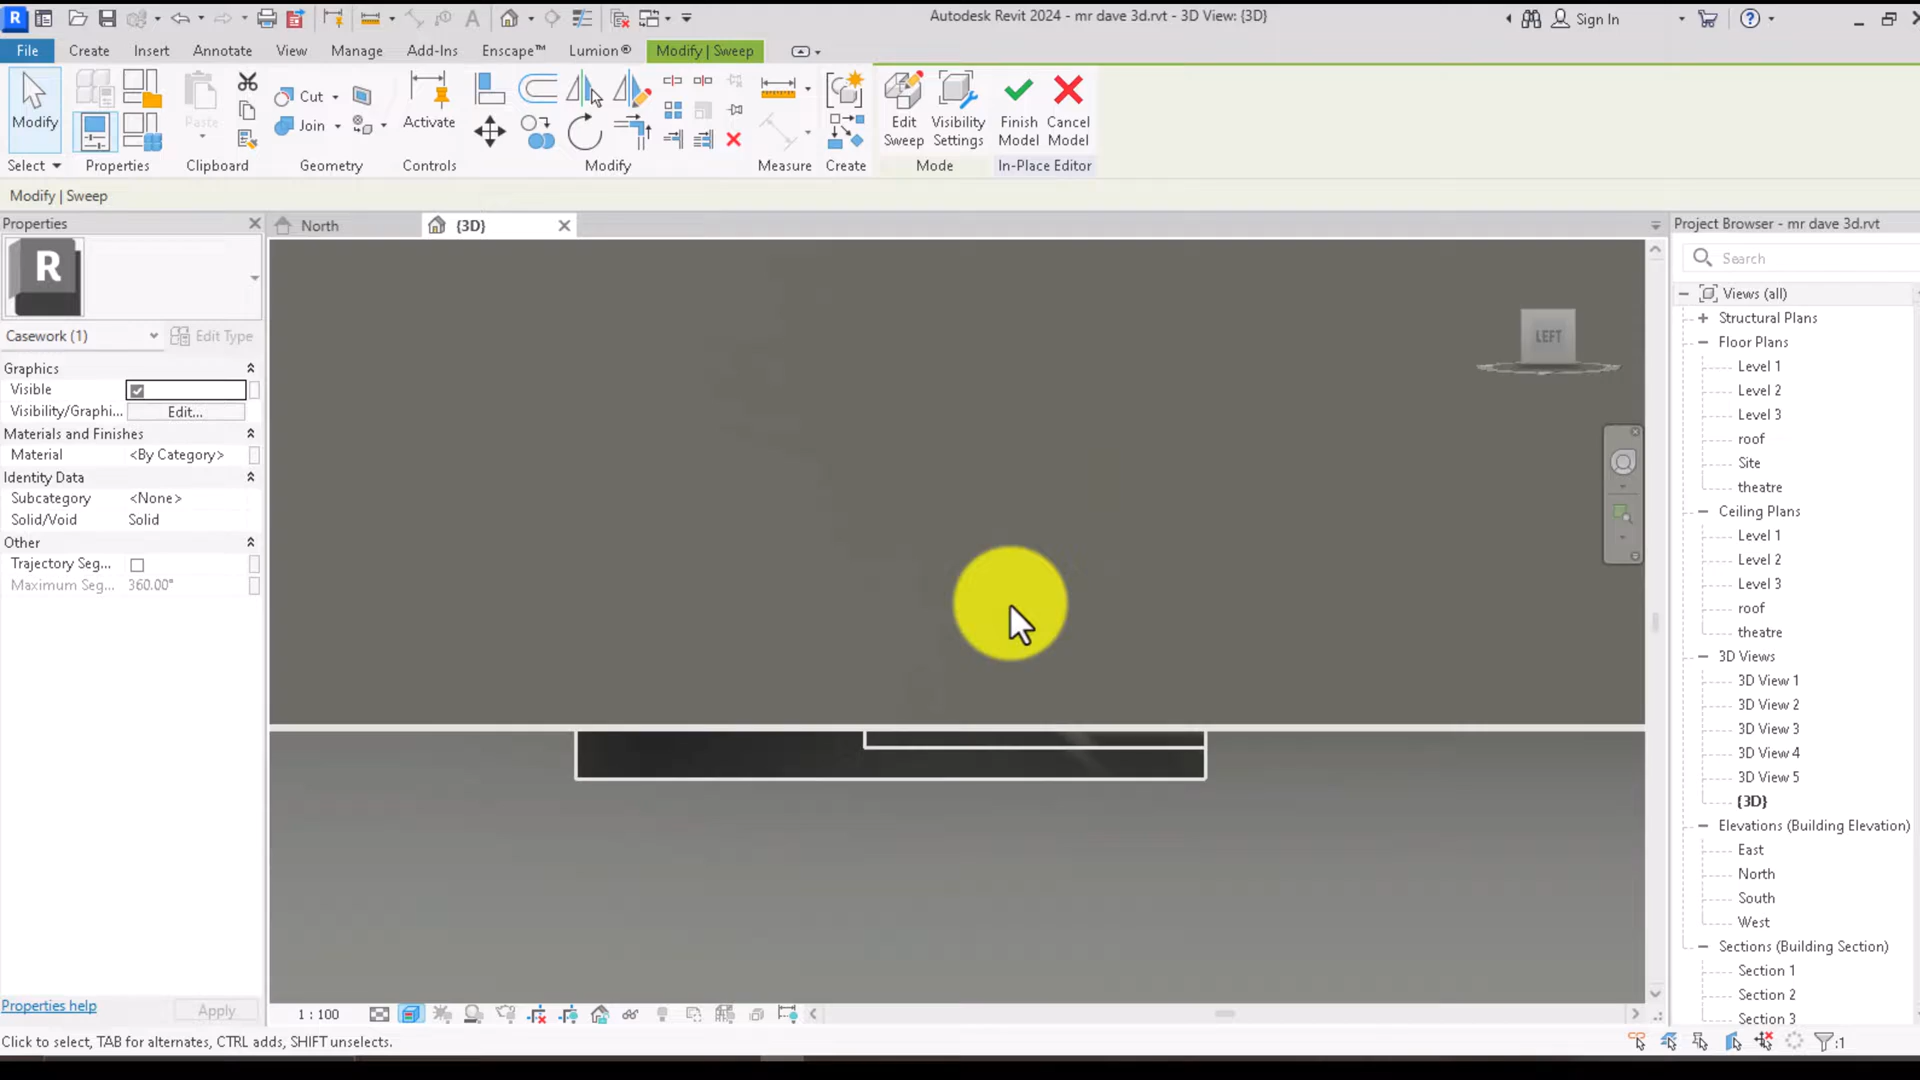 R
Autodesk Revit 2024 - mr dave 3d.rvt - 3D View: {3D}
Sign In
File
Create
Insert
Annotate
View
Manage
Add-Ins
Enscape™
Lumion®
Modify | Sweep
Modify
Paste
Cut
Join
Activate
Edit Sweep
Visibility Settings
Finish Model
Cancel Model
Select
Properties
Clipboard
Geometry
Controls
Modify
Measure
Create
Mode
In-Place Editor
Modify | Sweep
Properties
North
{3D}
Project Browser - mr dave 3d.rvt
R
Search
Casework (1)
Edit Type
Graphics
Visible
Visibility/Graphi...
Edit...
Materials and Finishes
Material
<By Category>
Identity Data
Subcategory
<None>
Solid/Void
Solid
Other
Trajectory Seg...
Maximum Seg...
360.00°
Properties help
Apply
LEFT
Views (all)
Structural Plans
Floor Plans
Level 1
Level 2
Level 3
roof
Site
theatre
Ceiling Plans
Level 1
Level 2
Level 3
roof
theatre
3D Views
3D View 1
3D View 2
3D View 3
3D View 4
3D View 5
{3D}
Elevations (Building Elevation)
East
North
South
West
Sections (Building Section)
Section 1
Section 2
Section 3
1 : 100
Click to select, TAB for alternates, CTRL adds, SHIFT unselects.
:1